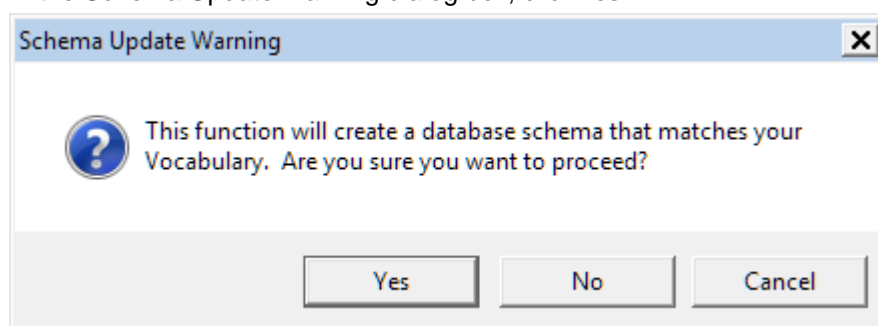 Schema Update Warning
This function will create a database schema that matches your
Vocabulary.  Are you sure you want to proceed?
Yes
No
Cancel